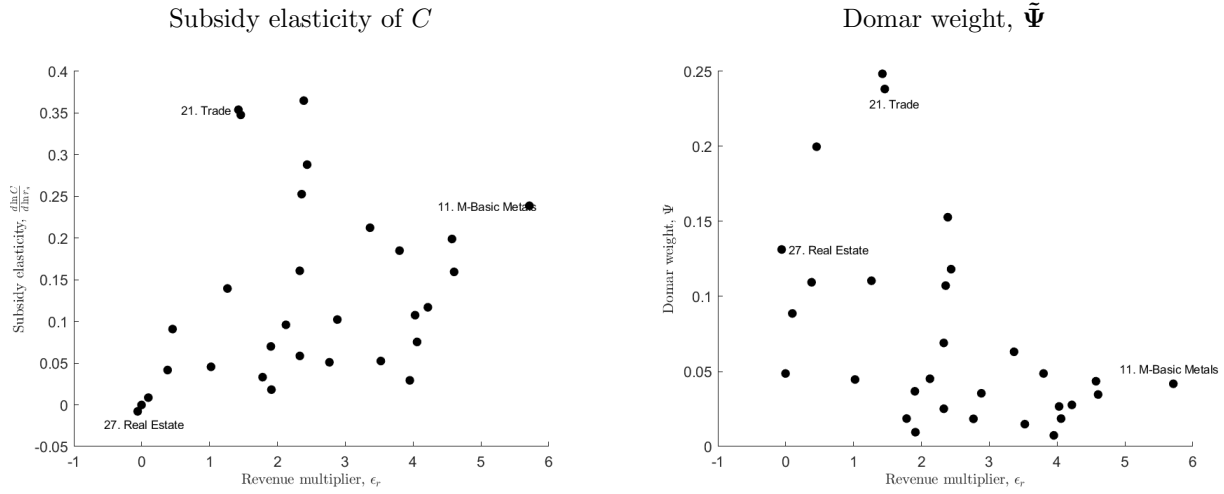 Subsidy elasticity of C
0.4
0.35
0.3
0.25
0.2
0.15
0.1
0.05
0
-0.05
-1
0
1
2
3
4
5
6
Subsidy elasticity, d ln C / d ln τ_s
Revenue multiplier, ϵ_r
21. Trade
11. M-Basic Metals
27. Real Estate
Domar weight, Ψ̃
0.25
0.2
0.15
0.1
0.05
0
-1
0
1
2
3
4
5
6
Domar weight, Ψ
Revenue multiplier, ϵ_r
21. Trade
27. Real Estate
11. M-Basic Metals